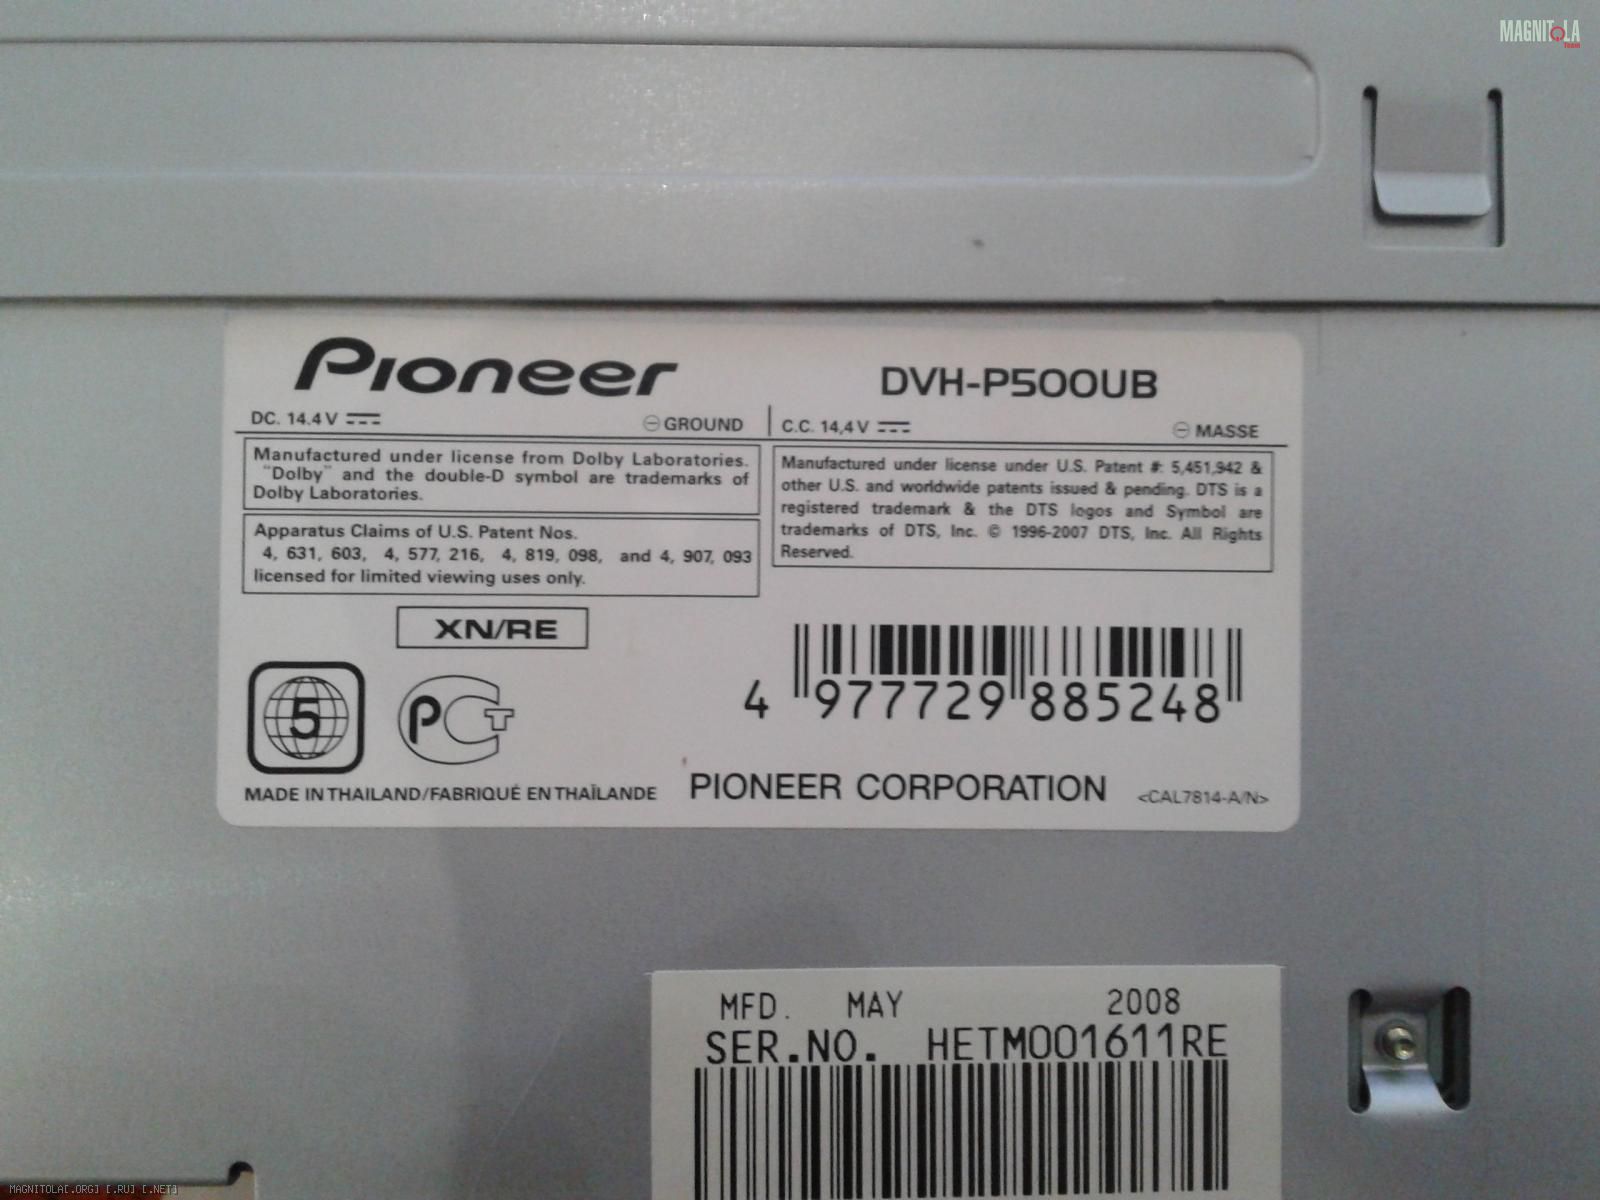 MAGNITOLA
Team
Pioneer
DVH-P500UB
DC. 14.4 V
GROUND
C.C. 14,4 V
MASSE
Manufactured under license from Dolby Laboratories.
"Dolby" and the double-D symbol are trademarks of
Dolby Laboratories.
Apparatus Claims of U.S. Patent Nos.
4, 631, 603, 4, 577, 216, 4, 819, 098, and 4, 907, 093
licensed for limited viewing uses only.
Manufactured under license under U.S. Patent #: 5,451,942 &
other U.S. and worldwide patents issued & pending. DTS is a
registered trademark & the DTS logos and Symbol are
trademarks of DTS, Inc. © 1996-2007 DTS, Inc. All Rights
Reserved.
XN/RE
5
PCT
4 977729 885248
MADE IN THAILAND/FABRIQUÉ EN THAÏLANDE
PIONEER CORPORATION
<CAL7814-A/N>
MFD. MAY 2008
SER.NO. HETM001611RE
MAGNITOLA[.ORG] [.RU] [.NET]